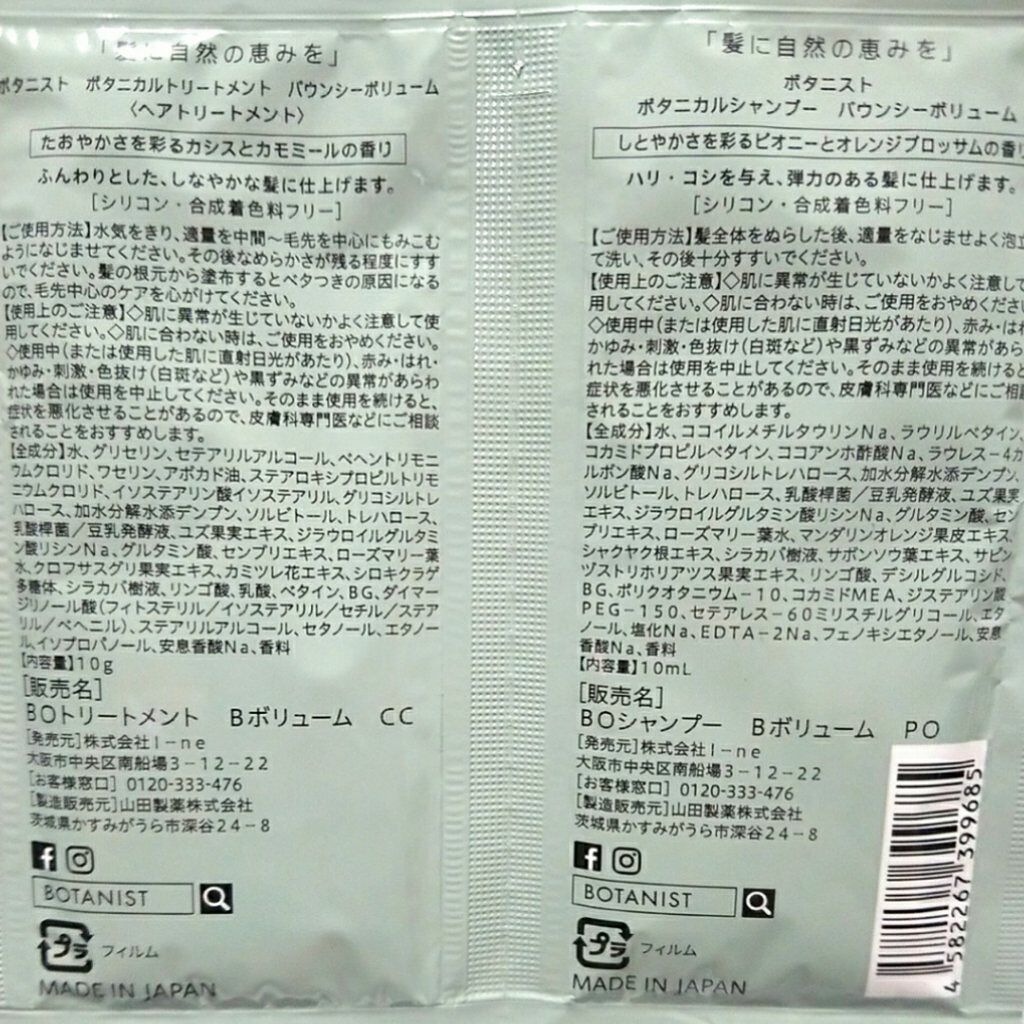 「髪に自然の恵みを」
ボタニスト ボタニカルトリートメント バウンシーボリューム
〈ヘアトリートメント〉
たおやかさを彩るカシスとカモミールの香り
ふんわりとした、しなやかな髪に仕上げます。
[シリコン・合成着色料フリー]
【ご使用方法】水気をきり、適量を中間～毛先を中心にもみこむ
ようになじませてください。その後なめらかさが残る程度にすす
いでください。髪の根元から塗布するとベタつきの原因になる
ので、毛先中心のケアを心がけてください。
【使用上のご注意】◇肌に異常が生じていないかよく注意して使
用してください。◇肌に合わない時は、ご使用をおやめください。
◇使用中(または使用した肌に直射日光があたり)、赤み・はれ・
かゆみ・刺激・色抜け(白斑など)や黒ずみなどの異常があらわ
れた場合は使用を中止してください。そのまま使用を続けると、
症状を悪化させることがあるので、皮膚科専門医などにご相談
されることをおすすめします。
【全成分】水、グリセリン、セテアリルアルコール、ベヘントリモニ
ウムクロリド、ワセリン、アボカド油、ステアロキシプロピルトリモ
ニウムクロリド、イソステアリン酸イソステアリル、グリコシルトレ
ハロース、加水分解水添デンプン、ソルビトール、トレハロース、
乳酸桿菌／豆乳発酵液、ユズ果実エキス、ジラウロイルグルタミ
ン酸リシンNa、グルタミン酸、センブリエキス、ローズマリー葉
水、クロフサスグリ果実エキス、カミツレ花エキス、シロキクラゲ
多糖体、シラカバ樹液、リンゴ酸、乳酸、ベタイン、BG、ダイマー
ジリノール酸(フィトステリル／イソステアリル／セチル／ステア
リル／ベヘニル)、ステアリルアルコール、セタノール、エタノー
ル、イソプロパノール、安息香酸Na、香料
【内容量】10g
[販売名]
BOトリートメント Bボリューム CC
[発売元]株式会社I-ne
大阪市中央区南船場3-12-22
[お客様窓口] 0120-333-476
[製造販売元]山田製薬株式会社
茨城県かすみがうら市深谷24-8
BOTANIST
プラ フィルム
MADE IN JAPAN
「髪に自然の恵みを」
ボタニスト
ボタニカルシャンプー バウンシーボリューム
しとやかさを彩るピオニーとオレンジブロッサムの香り
ハリ・コシを与え、弾力のある髪に仕上げます。
[シリコン・合成着色料フリー]
【ご使用方法】髪全体をぬらした後、適量をなじませよく泡立
て洗い、その後十分すすいでください。
【使用上のご注意】◇肌に異常が生じていないかよく注意して
用してください。◇肌に合わない時は、ご使用をおやめくださ
◇使用中(または使用した肌に直射日光があたり)、赤み・はれ
かゆみ・刺激・色抜け(白斑など)や黒ずみなどの異常があら
れた場合は使用を中止してください。そのまま使用を続けると
症状を悪化させることがあるので、皮膚科専門医などにご相
されることをおすすめします。
【全成分】水、ココイルメチルタウリンNa、ラウリルベタイン、
コカミドプロピルベタイン、ココアンホ酢酸Na、ラウレス-4カ
ルボン酸Na、グリコシルトレハロース、加水分解水添デンプン、
ソルビトール、トレハロース、乳酸桿菌／豆乳発酵液、ユズ果実
エキス、ジラウロイルグルタミン酸リシンNa、グルタミン酸、セン
ブリエキス、ローズマリー葉水、マンダリンオレンジ果皮エキス、
シャクヤク根エキス、シラカバ樹液、サボンソウ葉エキス、サピン
ヅストリホリアツス果実エキス、リンゴ酸、デシルグルコシド、
BG、ポリクオタニウム-10、コカミドMEA、ジステアリン酸
PEG-150、セテアレス-60ミリスチルグリコール、エタ
ノール、塩化Na、EDTA-2Na、フェノキシエタノール、安息
香酸Na、香料
【内容量】10mL
[販売名]
BOシャンプー Bボリューム PO
[発売元]株式会社I-ne
大阪市中央区南船場3-12-22
[お客様窓口] 0120-333-476
[製造販売元]山田製薬株式会社
茨城県かすみがうら市深谷24-8
BOTANIST
プラ フィルム
MADE IN JAPAN
4 582267 399685